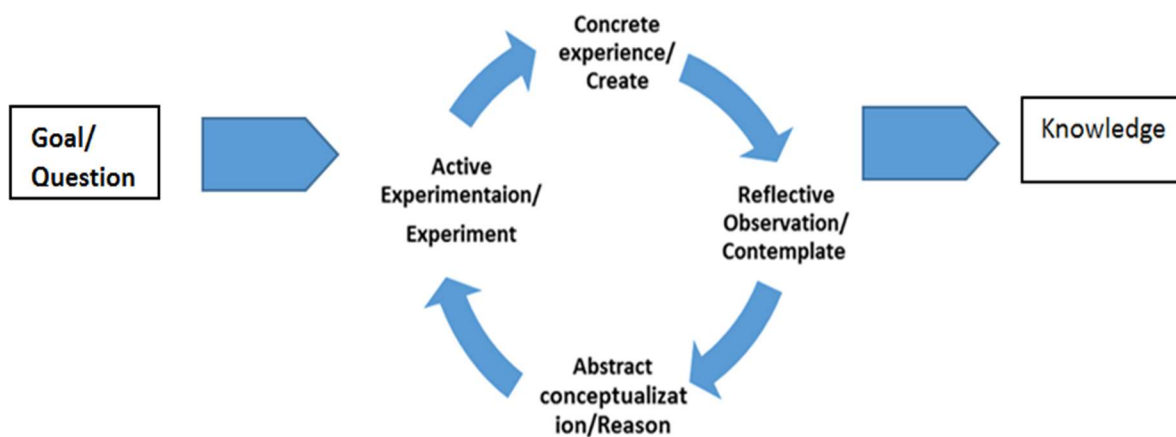 Goal/
Question
Concrete
experience/
Create
Active
Experimentaion/
Experiment
Reflective
Observation/
Contemplate
Abstract
conceptualizat
ion/Reason
Knowledge